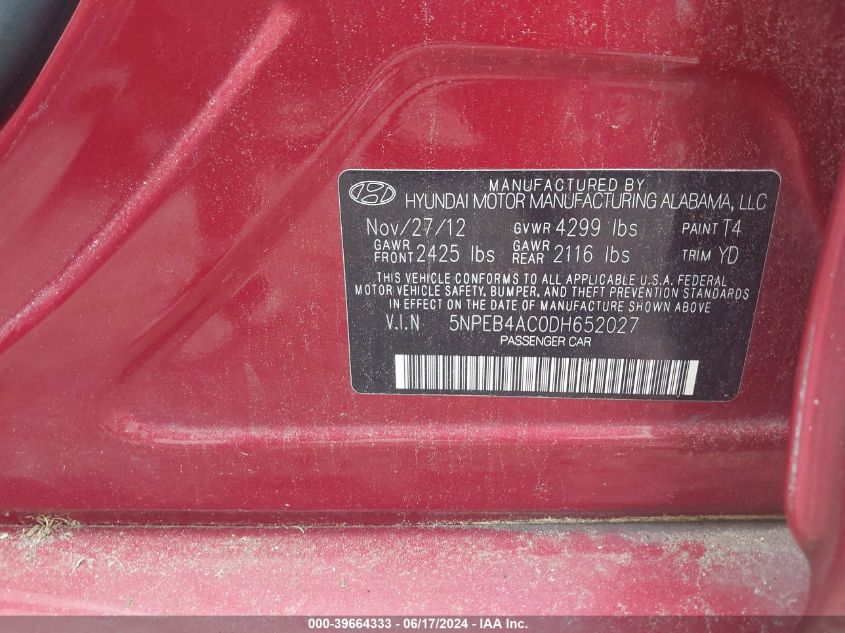 MANUFACTURED BY
HYUNDAI MOTOR MANUFACTURING ALABAMA, LLC
Nov/27/12 GVWR 4299 lbs PAINT T4
GAWR FRONT 2425 lbs GAWR REAR 2116 lbs TRIM YD
THIS VEHICLE CONFORMS TO ALL APPLICABLE U.S.A. FEDERAL
MOTOR VEHICLE SAFETY, BUMPER, AND THEFT PREVENTION
STANDARDS
IN EFFECT ON THE DATE OF MANUFACTURE SHOWN ABOVE
V.I.N 5NPEB4AC0DH652027
PASSENGER CAR
000-39664333 - 06/17/2024 - IAAI.com